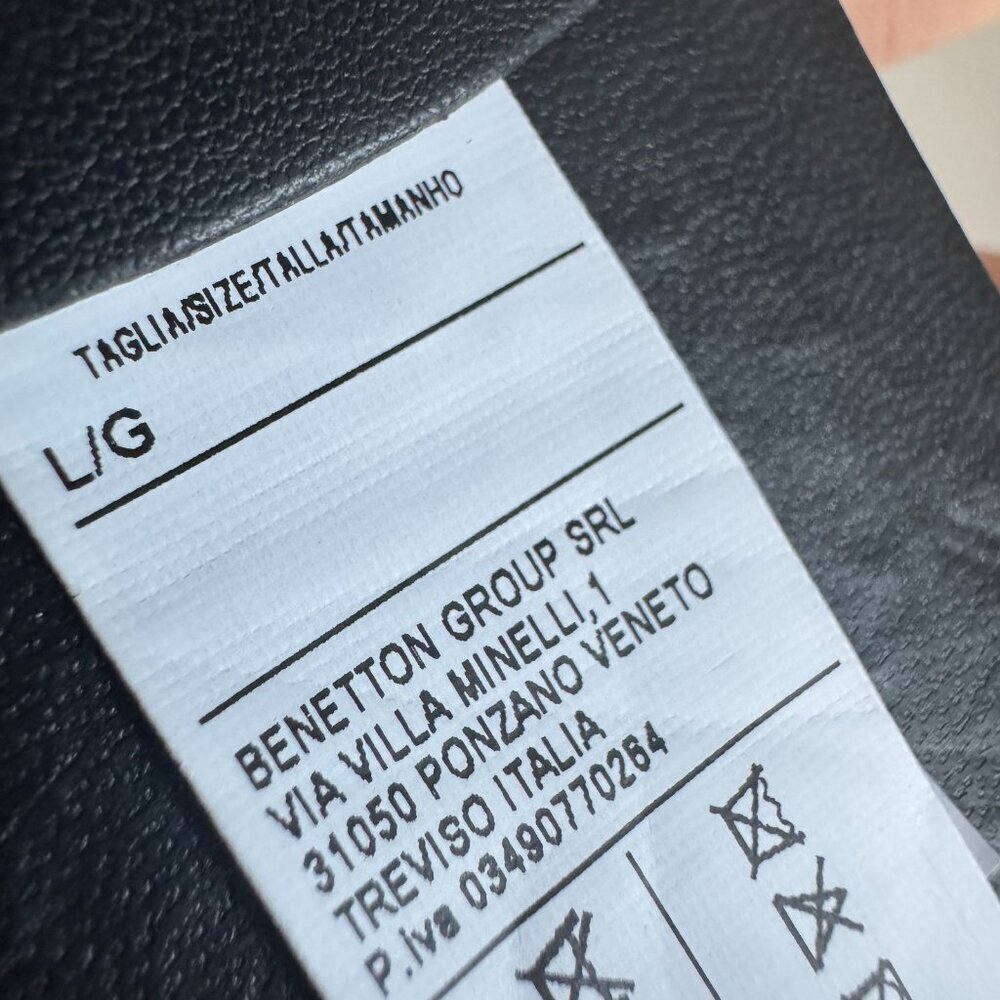 TAGLIA/SIZE/TALLA/TAMANHO
L/G
BENETTON GROUP SRL
VIA VILLA MINELLI,1
31050 PONZANO VENETO
TREVISO ITALIA
P.iva 03490770264